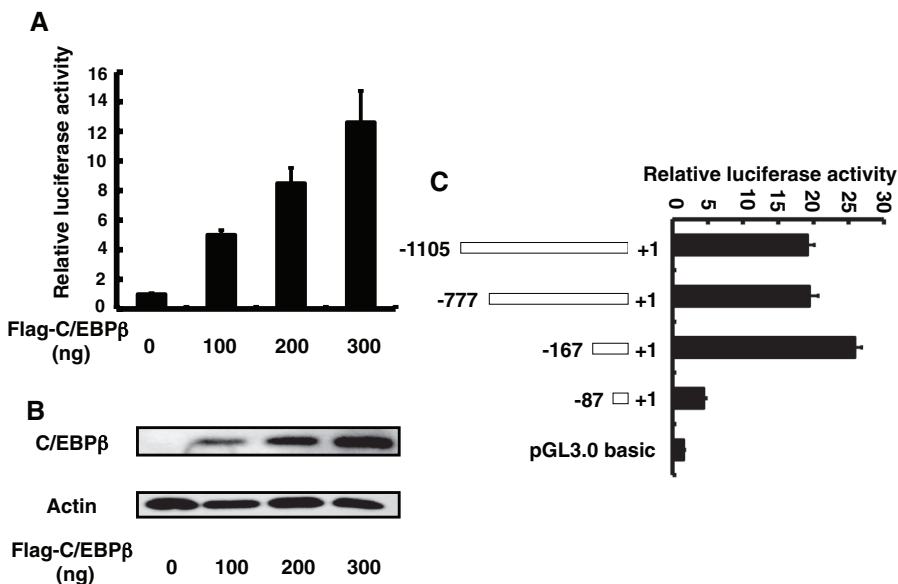 A
Relative luciferase activity
16
14
12
10
8
6
4
2
0
Flag-C/EBPβ
(ng)
0 100 200 300
B
C/EBPβ
Actin
Flag-C/EBPβ
(ng)
0 100 200 300
C
Relative luciferase activity
0 5 10 15 20 25 30
-1105 +1
-777 +1
-167 +1
-87 +1
pGL3.0 basic